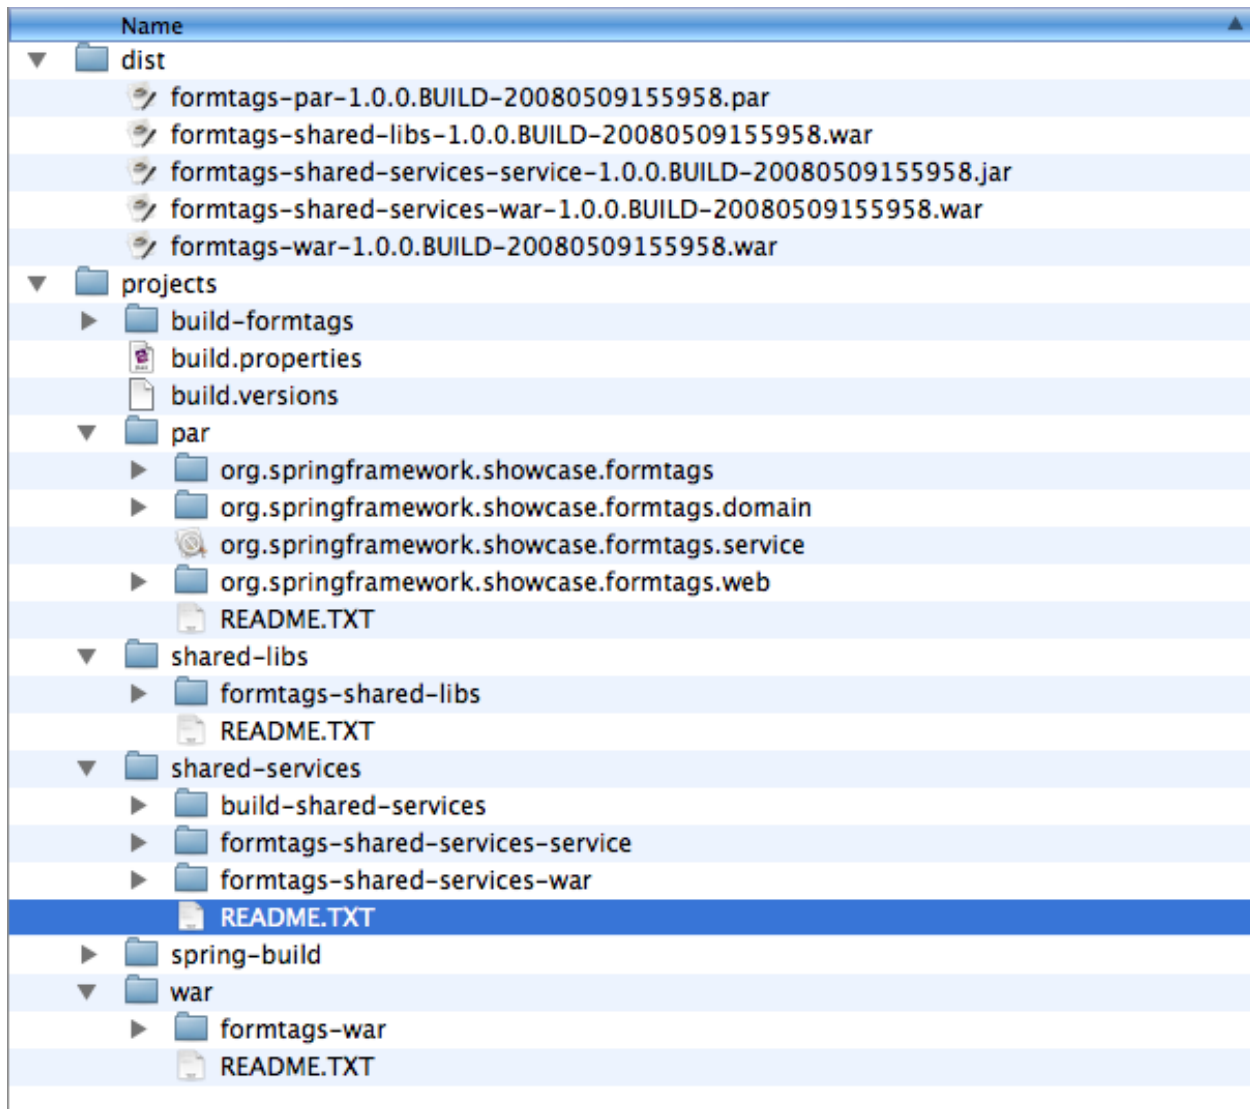 Name
dist
formtags-par-1.0.0.BUILD-20080509155958.par
formtags-shared-libs-1.0.0.BUILD-20080509155958.war
formtags-shared-services-service-1.0.0.BUILD-20080509155958.jar
formtags-shared-services-war-1.0.0.BUILD-20080509155958.war
formtags-war-1.0.0.BUILD-20080509155958.war
projects
build-formtags
build.properties
build.versions
par
org.springframework.showcase.formtags
org.springframework.showcase.formtags.domain
org.springframework.showcase.formtags.service
org.springframework.showcase.formtags.web
README.TXT
shared-libs
formtags-shared-libs
README.TXT
shared-services
build-shared-services
formtags-shared-services-service
formtags-shared-services-war
README.TXT
spring-build
war
formtags-war
README.TXT